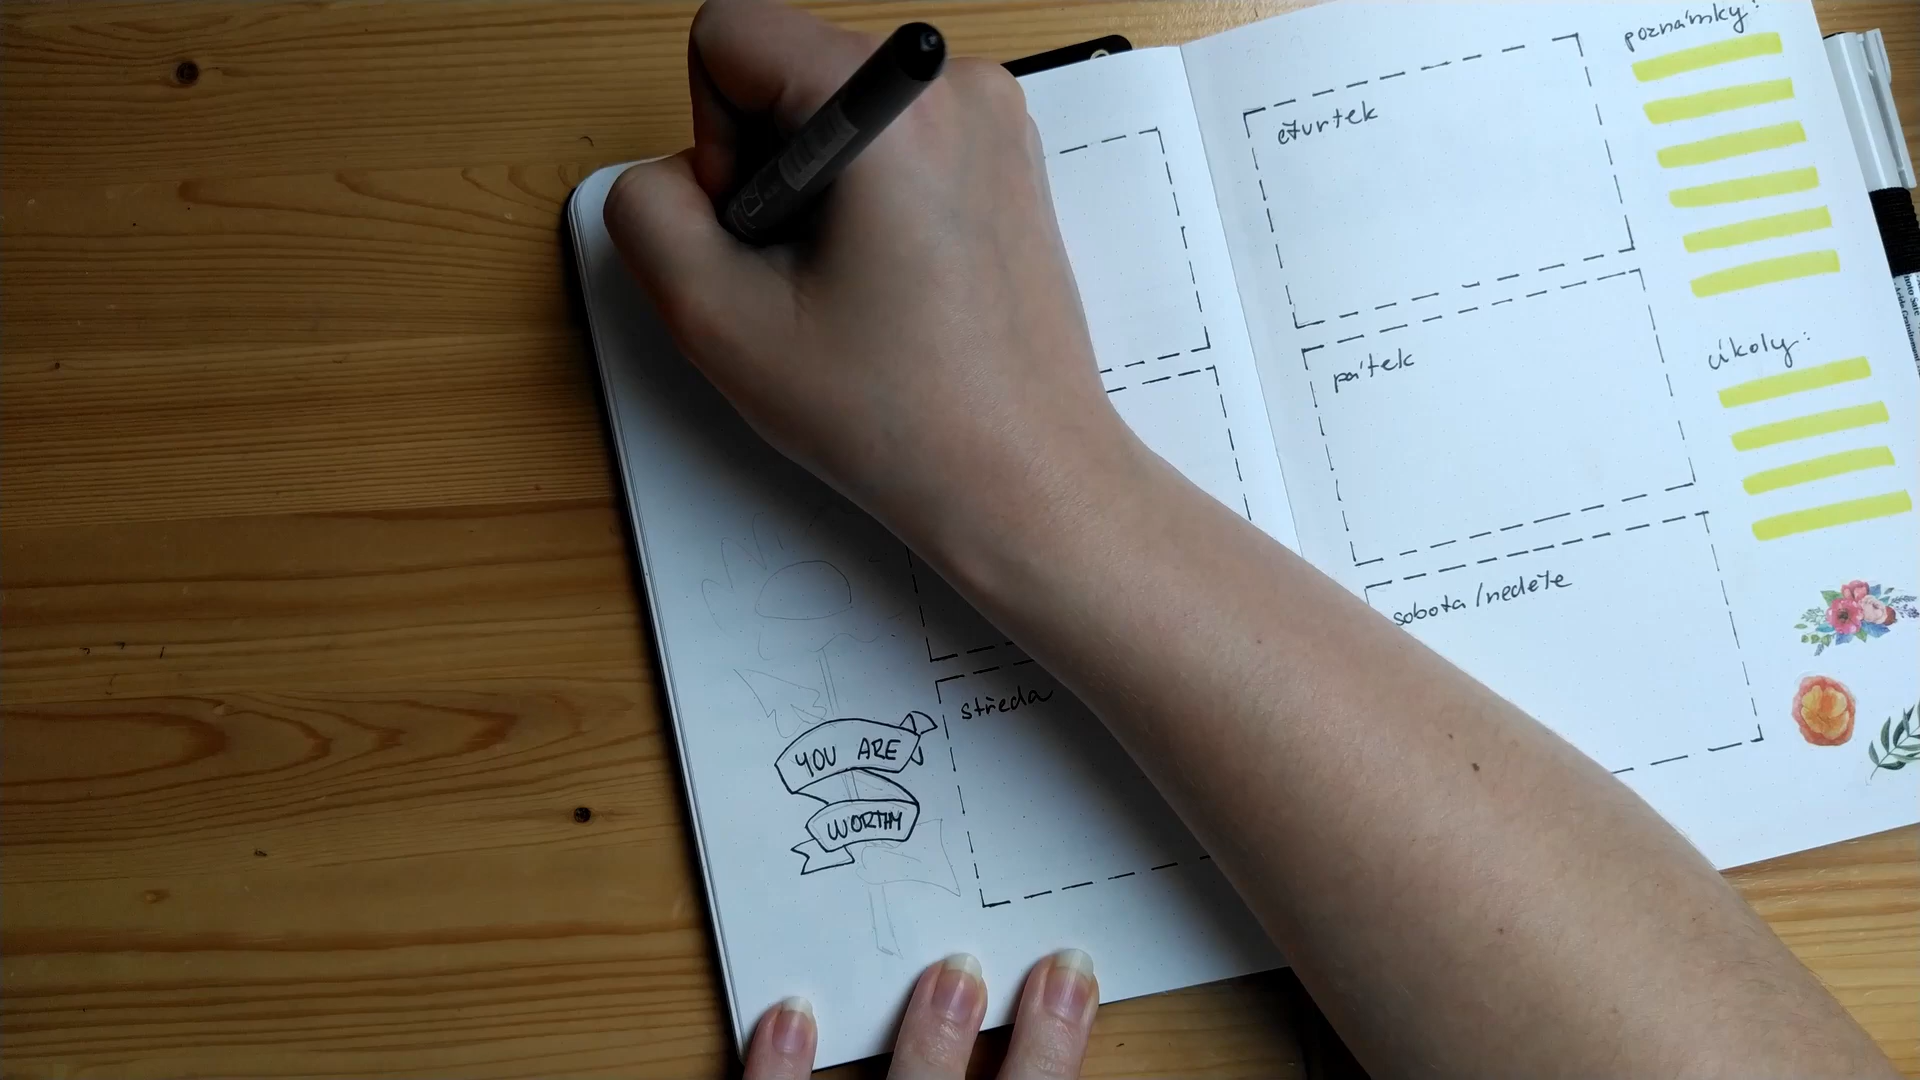 YOU ARE
WORTHY
středa
čtvrtek
pátek
sobota/neděle
poznámky:
úkoly: